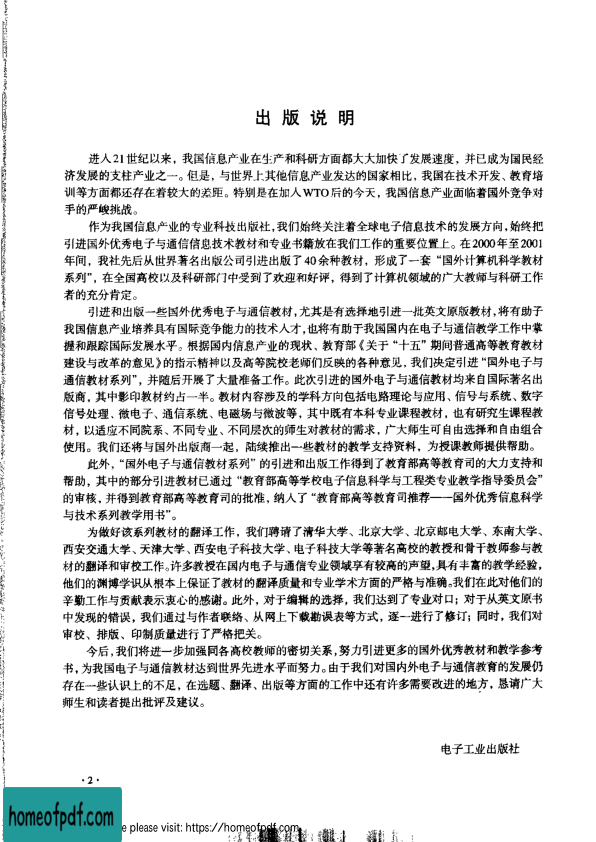 出版说明
进入21世纪以来，我国信息产业在生产和科研方面都大大加快了发展速度，并已成为国民经
济发展的支柱产业之一。但是，与世界上其他信息产业发达的国家相比，我国在技术开发、教育培
训等方面都还存在着较大的差距。特别是在加入WTO后的今天，我国信息产业面临着国外竞争对
手的严峻挑战。
作为我国信息产业的专业科技出版社，我们始终关注着全球电子信息技术的发展方向，始终把
引进国外优秀电子与通信信息技术教材和专业书籍放在我们工作的重要位置上。在2000年至2001
年间，我社先后从世界著名出版公司引进出版了40余种教材，形成了一套“国外计算机科学教材
系列”，在全国高校以及科研部门中受到了欢迎和好评，得到了计算机领域的广大教师与科研工作
者的充分肯定。
引进和出版一些国外优秀电子与通信教材，尤其是有选择地引进一批英文原版教材，将有助于
我国信息产业培养具有国际竞争能力的技术人才，也将有助于我国国内在电子与通信教学工作中掌
握和跟踪国际发展水平。根据国内信息产业的现状、教育部《关于“十五”期间普通高等教育教材
建设与改革的意见》的指示精神以及高等院校老师们反映的各种意见，我们决定引进“国外电子与
通信教材系列”，并随后开展了大量准备工作。此次引进的国外电子与通信教材均来自国际著名出
版商，其中影印教材约占一半。教材内容涉及的学科方向包括电路理论与应用、信号与系统、数字
信号处理、微电子、通信系统、电磁场与微波等，其中既有本科专业课程教材，也有研究生课程教
材，以适应不同院系、不同专业、不同层次的师生对教材的需求，广大师生可自由选择和自由组合
使用。我们还将与国外出版商一起，陆续推出一些教材的教学支持资料，为授课教师提供帮助。
此外，“国外电子与通信教材系列”的引进和出版工作得到了教育部高等教育司的大力支持和
帮助，其中的部分引进教材已通过“教育部高等学校电子信息科学与工程类专业教学指导委员会”
的审核，并得到教育部高等教育司的批准，纳入了“教育部高等教育司推荐——国外优秀信息科学
与技术系列教学用书”。
为做好该系列教材的翻译工作，我们聘请了清华大学、北京大学、北京邮电大学、东南大学、
西安交通大学、天津大学、西安电子科技大学、电子科技大学等著名高校的教授和骨干教师参与教
材的翻译和审校工作。许多教授在国内电子与通信专业领域享有较高的声望，具有丰富的教学经验，
他们的渊博学识从根本上保证了教材的翻译质量和专业学术方面的严格与准确。我们在此对他们的
辛勤工作与贡献表示衷心的感谢。此外，对于编辑的选择，我们达到了专业对口；对于从英文原书
中发现的错误，我们通过与作者联络、从网上下载勘误表等方式，逐一进行了修订；同时，我们对
审校、排版、印制质量进行了严格把关。
今后，我们将进一步加强同各高校教师的密切关系，努力引进更多的国外优秀教材和教学参考
书，为我国电子与通信教材达到世界先进水平而努力。由于我们对国内外电子与通信教育的发展仍
存在一些认识上的不足，在选题、翻译、出版等方面的工作中还有许多需要改进的地方，恳请广大
师生和读者提出批评及建议。
电子工业出版社
·2·
homeofpdf.com
e please visit: https://homeofpdf.com